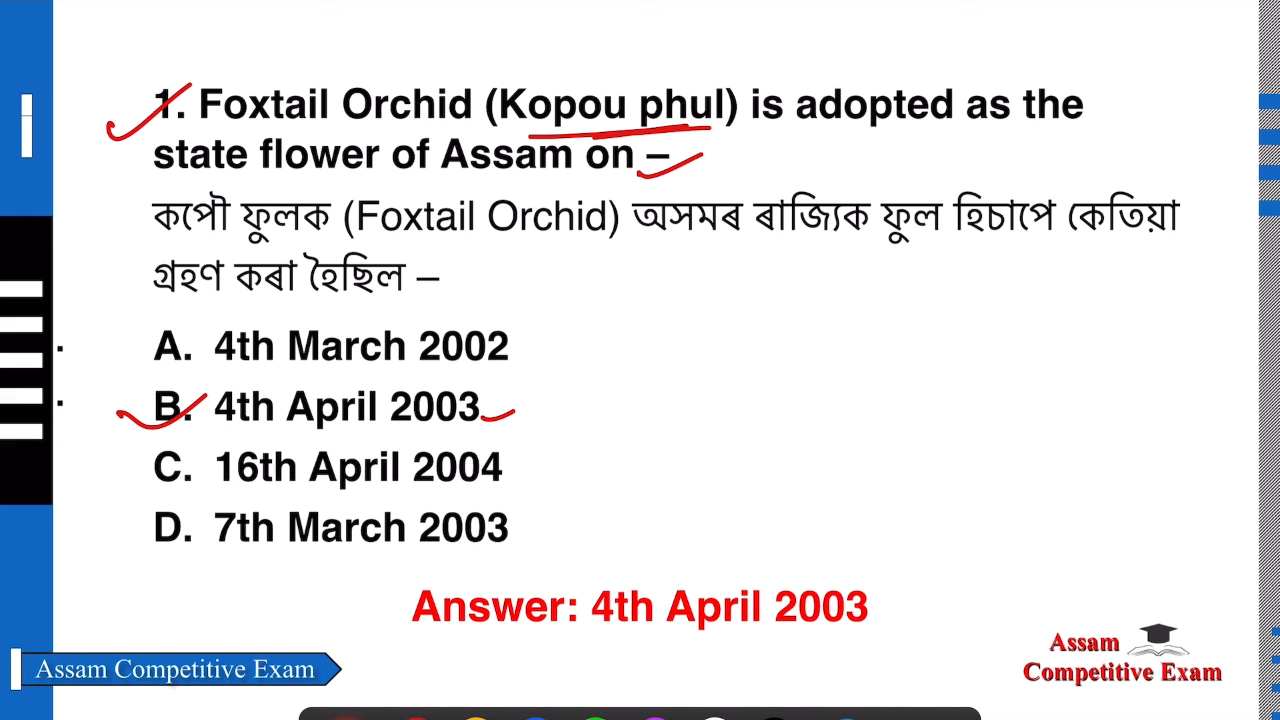 1. Foxtail Orchid (Kopou phul) is adopted as the
state flower of Assam on –
কপৌ ফুলক (Foxtail Orchid) অসমৰ ৰাজ্যিক ফুল হিচাপে কেতিয়া
গ্ৰহণ কৰা হৈছিল –
A. 4th March 2002
B. 4th April 2003
C. 16th April 2004
D. 7th March 2003
Answer: 4th April 2003
Assam Competitive Exam
Assam
Competitive Exam